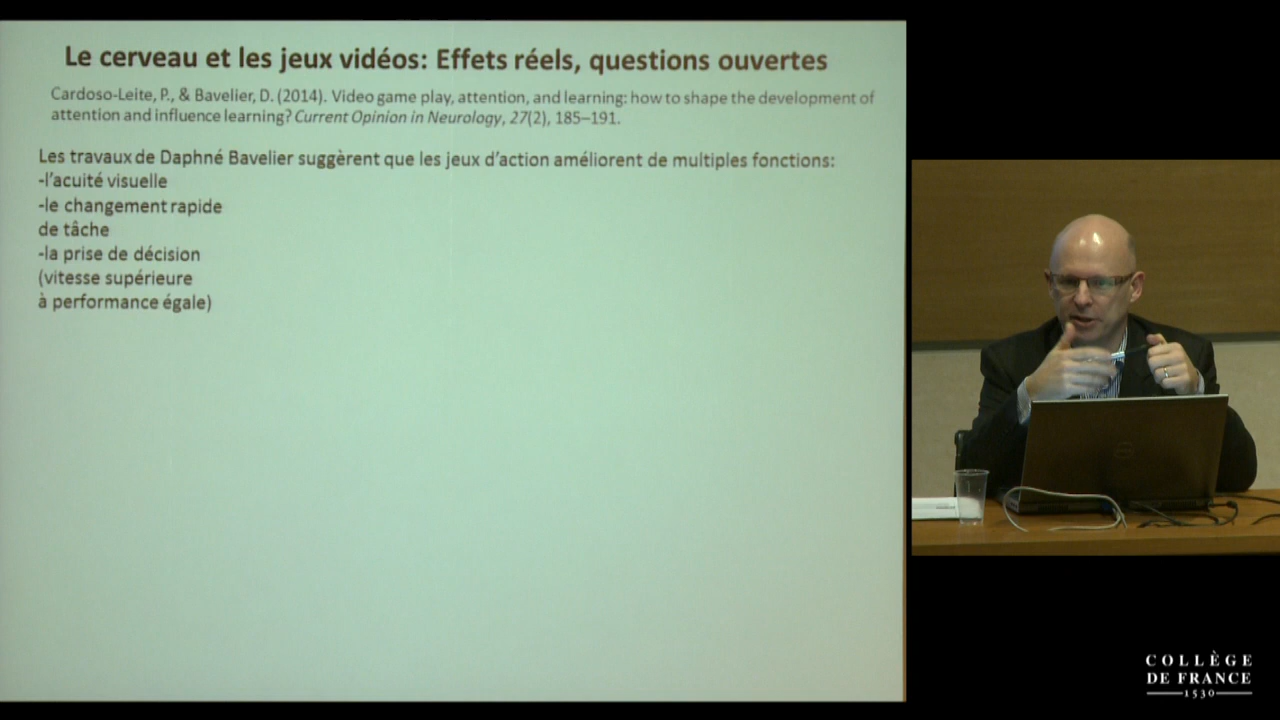 Le cerveau et les jeux vidéos: Effets réels, questions ouvertes
Cardoso-Leite, P., & Bavelier, D. (2014). Video game play, attention, and learning: how to shape the development of
attention and influence learning? Current Opinion in Neurology, 27(2), 185–191.
Les travaux de Daphné Bavelier suggèrent que les jeux d'action améliorent de multiples fonctions:
-l'acuité visuelle
-le changement rapide
de tâche
-la prise de décision
(vitesse supérieure
à performance égale)
COLLÈGE
DE FRANCE
1530